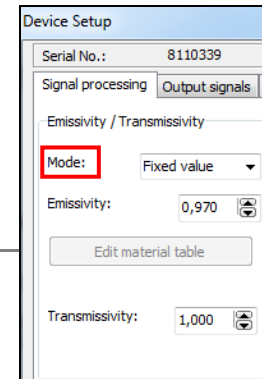 Device Setup
Serial No.: 8110339
Signal processing Output signals
Emissivity / Transmissivity
Mode: Fixed value
Emissivity: 0,970
Edit material table
Transmissivity: 1,000